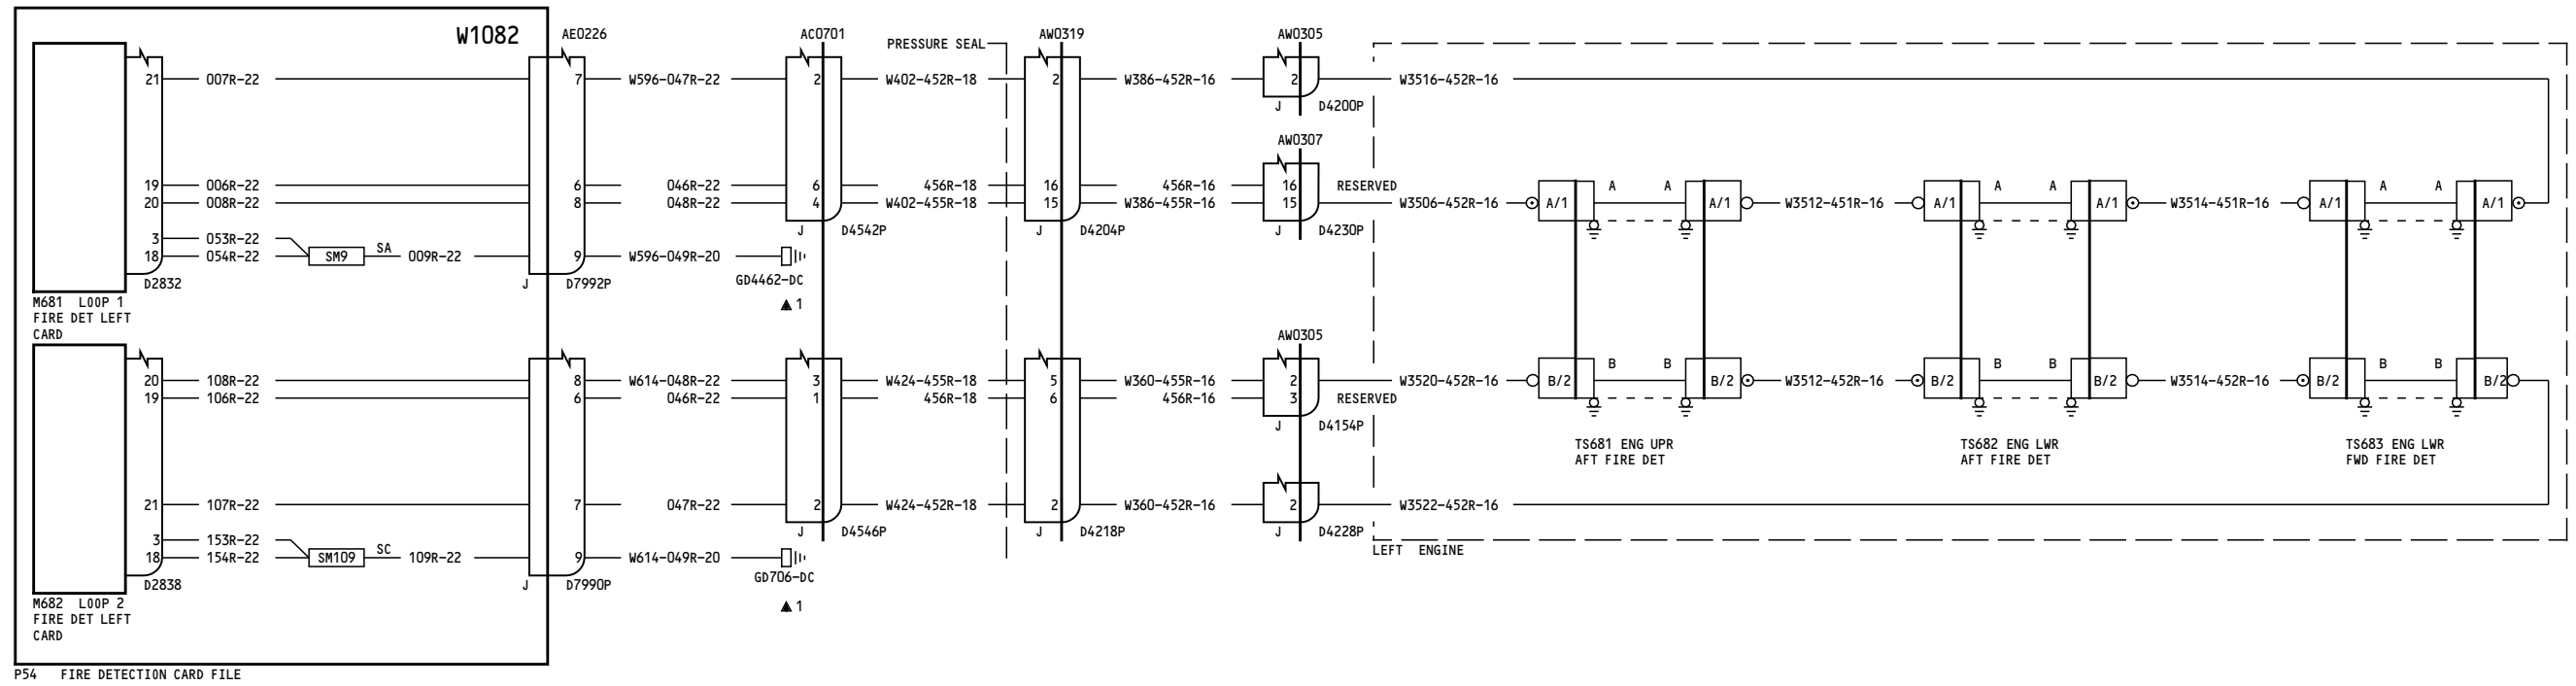 W1082
AE0226
AC0701
PRESSURE SEAL
AW0319
AW0305
21 007R-22 7 W596-047R-22 2 W402-452R-18 2 W386-452R-16 2 W3516-452R-16
J D4200P
AW0307
19 006R-22 6 046R-22 6 456R-18 16 456R-16 16 RESERVED
A A A A A A
20 008R-22 8 048R-22 4 W402-455R-18 15 W386-455R-16 15 W3506-452R-16 A/1 A/1 W3512-451R-16 A/1 A/1 W3514-451R-16 A/1 A/1
J D4542P J D4204P J D4230P
3 053R-22
18 054R-22 SM9 SA 009R-22 9 W596-049R-20
D2832 J D7992P GD4462-DC
1
M681 LOOP 1
FIRE DET LEFT
CARD
AW0305
B B B B B B
20 108R-22 8 W614-048R-22 3 W424-455R-18 5 W360-455R-16 2 W3520-452R-16 B/2 B/2 W3512-452R-16 B/2 B/2 W3514-452R-16 B/2 B/2
19 106R-22 6 046R-22 1 456R-18 6 456R-16 3 RESERVED
J D4154P
TS681 ENG UPR
AFT FIRE DET
TS682 ENG LWR
AFT FIRE DET
TS683 ENG LWR
FWD FIRE DET
21 107R-22 7 047R-22 2 W424-452R-18 2 W360-452R-16 2 W3522-452R-16
J D4546P J D4218P J D4228P
3 153R-22
18 154R-22 SM109 SC 109R-22 9 W614-049R-20
LEFT ENGINE
D2838 J D7990P GD706-DC
1
M682 LOOP 2
FIRE DET LEFT
CARD
P54 FIRE DETECTION CARD FILE